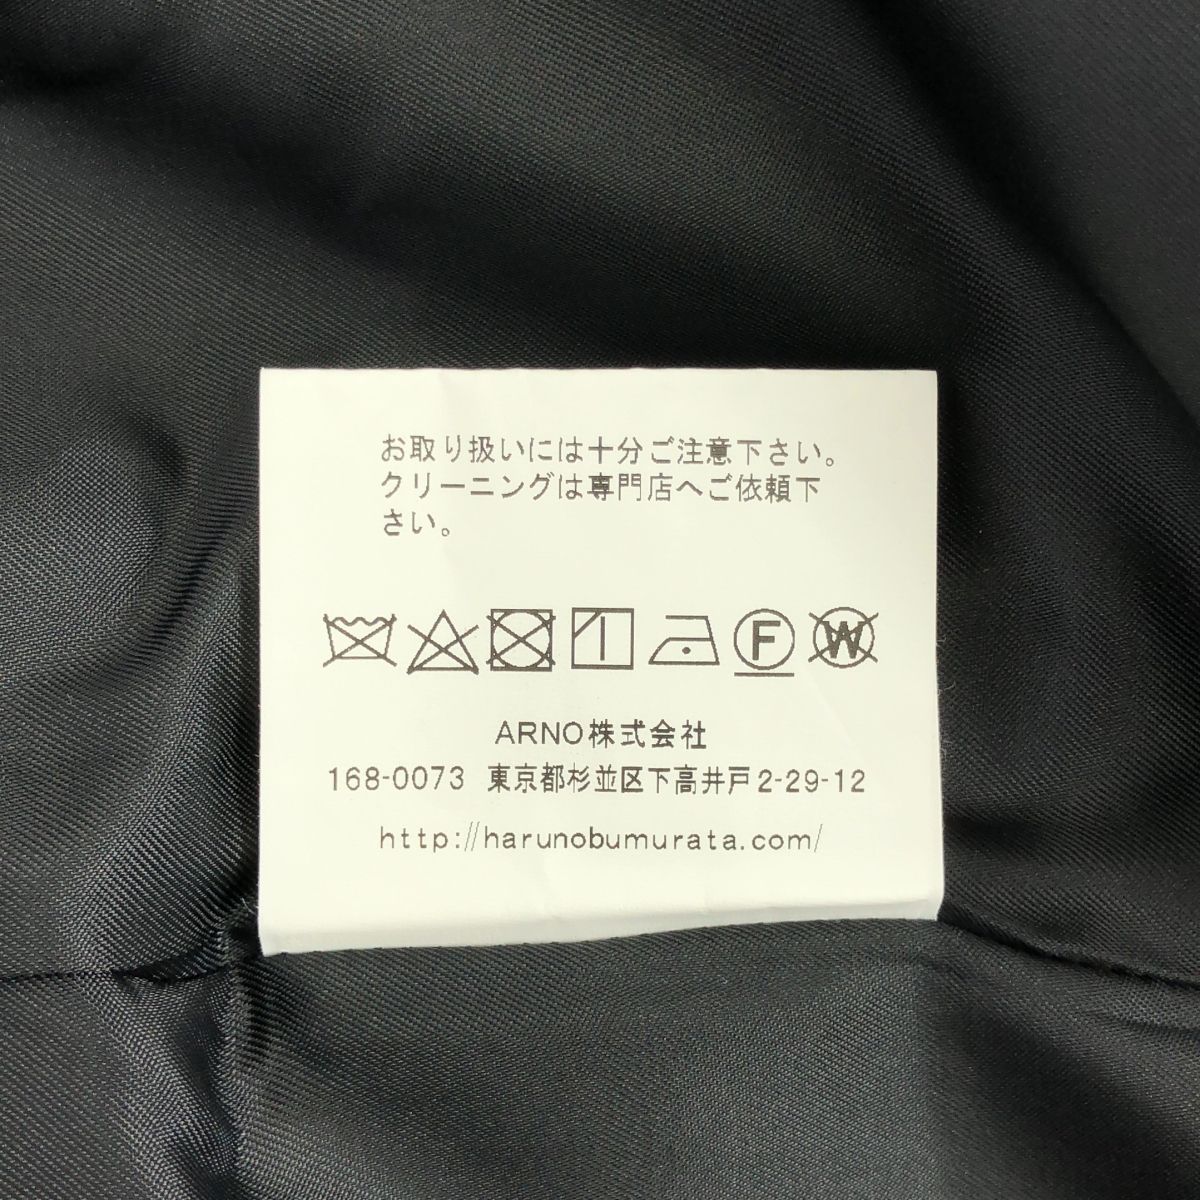 お取り扱いには十分ご注意下さい。
クリーニングは専門店へご依頼下
さい。
F W
ARNO株式会社
168-0073 東京都杉並区下高井戸2-29-12
http://harunobumurata.com/